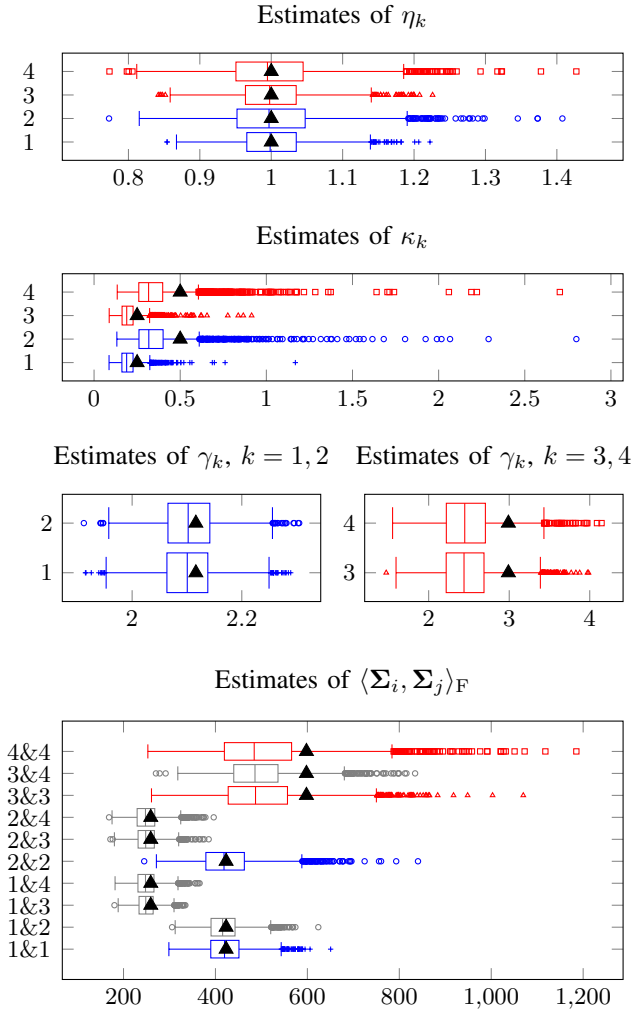 Estimates of ηₖ
4
3
2
1
0.8 0.9 1 1.1 1.2 1.3 1.4
Estimates of κₖ
4
3
2
1
0 0.5 1 1.5 2 2.5 3
Estimates of γₖ, k = 1, 2
2
1
2 2.2
Estimates of γₖ, k = 3, 4
4
3
2 3 4
Estimates of ⟨Σᵢ, Σⱼ⟩F
4&4
3&4
3&3
2&4
2&3
2&2
1&4
1&3
1&2
1&1
200 400 600 800 1,000 1,200